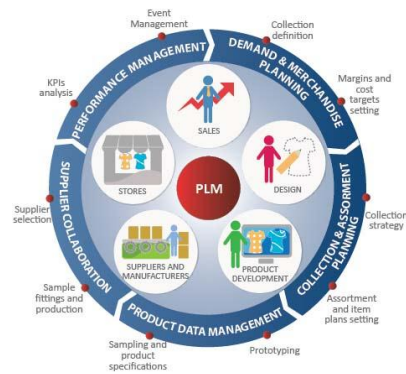 Event
Management
Collection
definition
KPIs
analysis
Margins and
cost
targets
setting
PERFORMANCE MANAGEMENT
DEMAND & MERCHANDISE
PLANNING
SALES
STORES
DESIGN
PLM
SUPPLIERS AND
MANUFACTURERS
PRODUCT
DEVELOPMENT
SUPPLIER COLLABORATION
COLLECTION & ASSORMENT
PLANNING
PRODUCT DATA MANAGEMENT
Supplier
selection
Collection
strategy
Sample
fittings and
production
Assortment
and item
plans setting
Sampling and
product
specifications
Prototyping